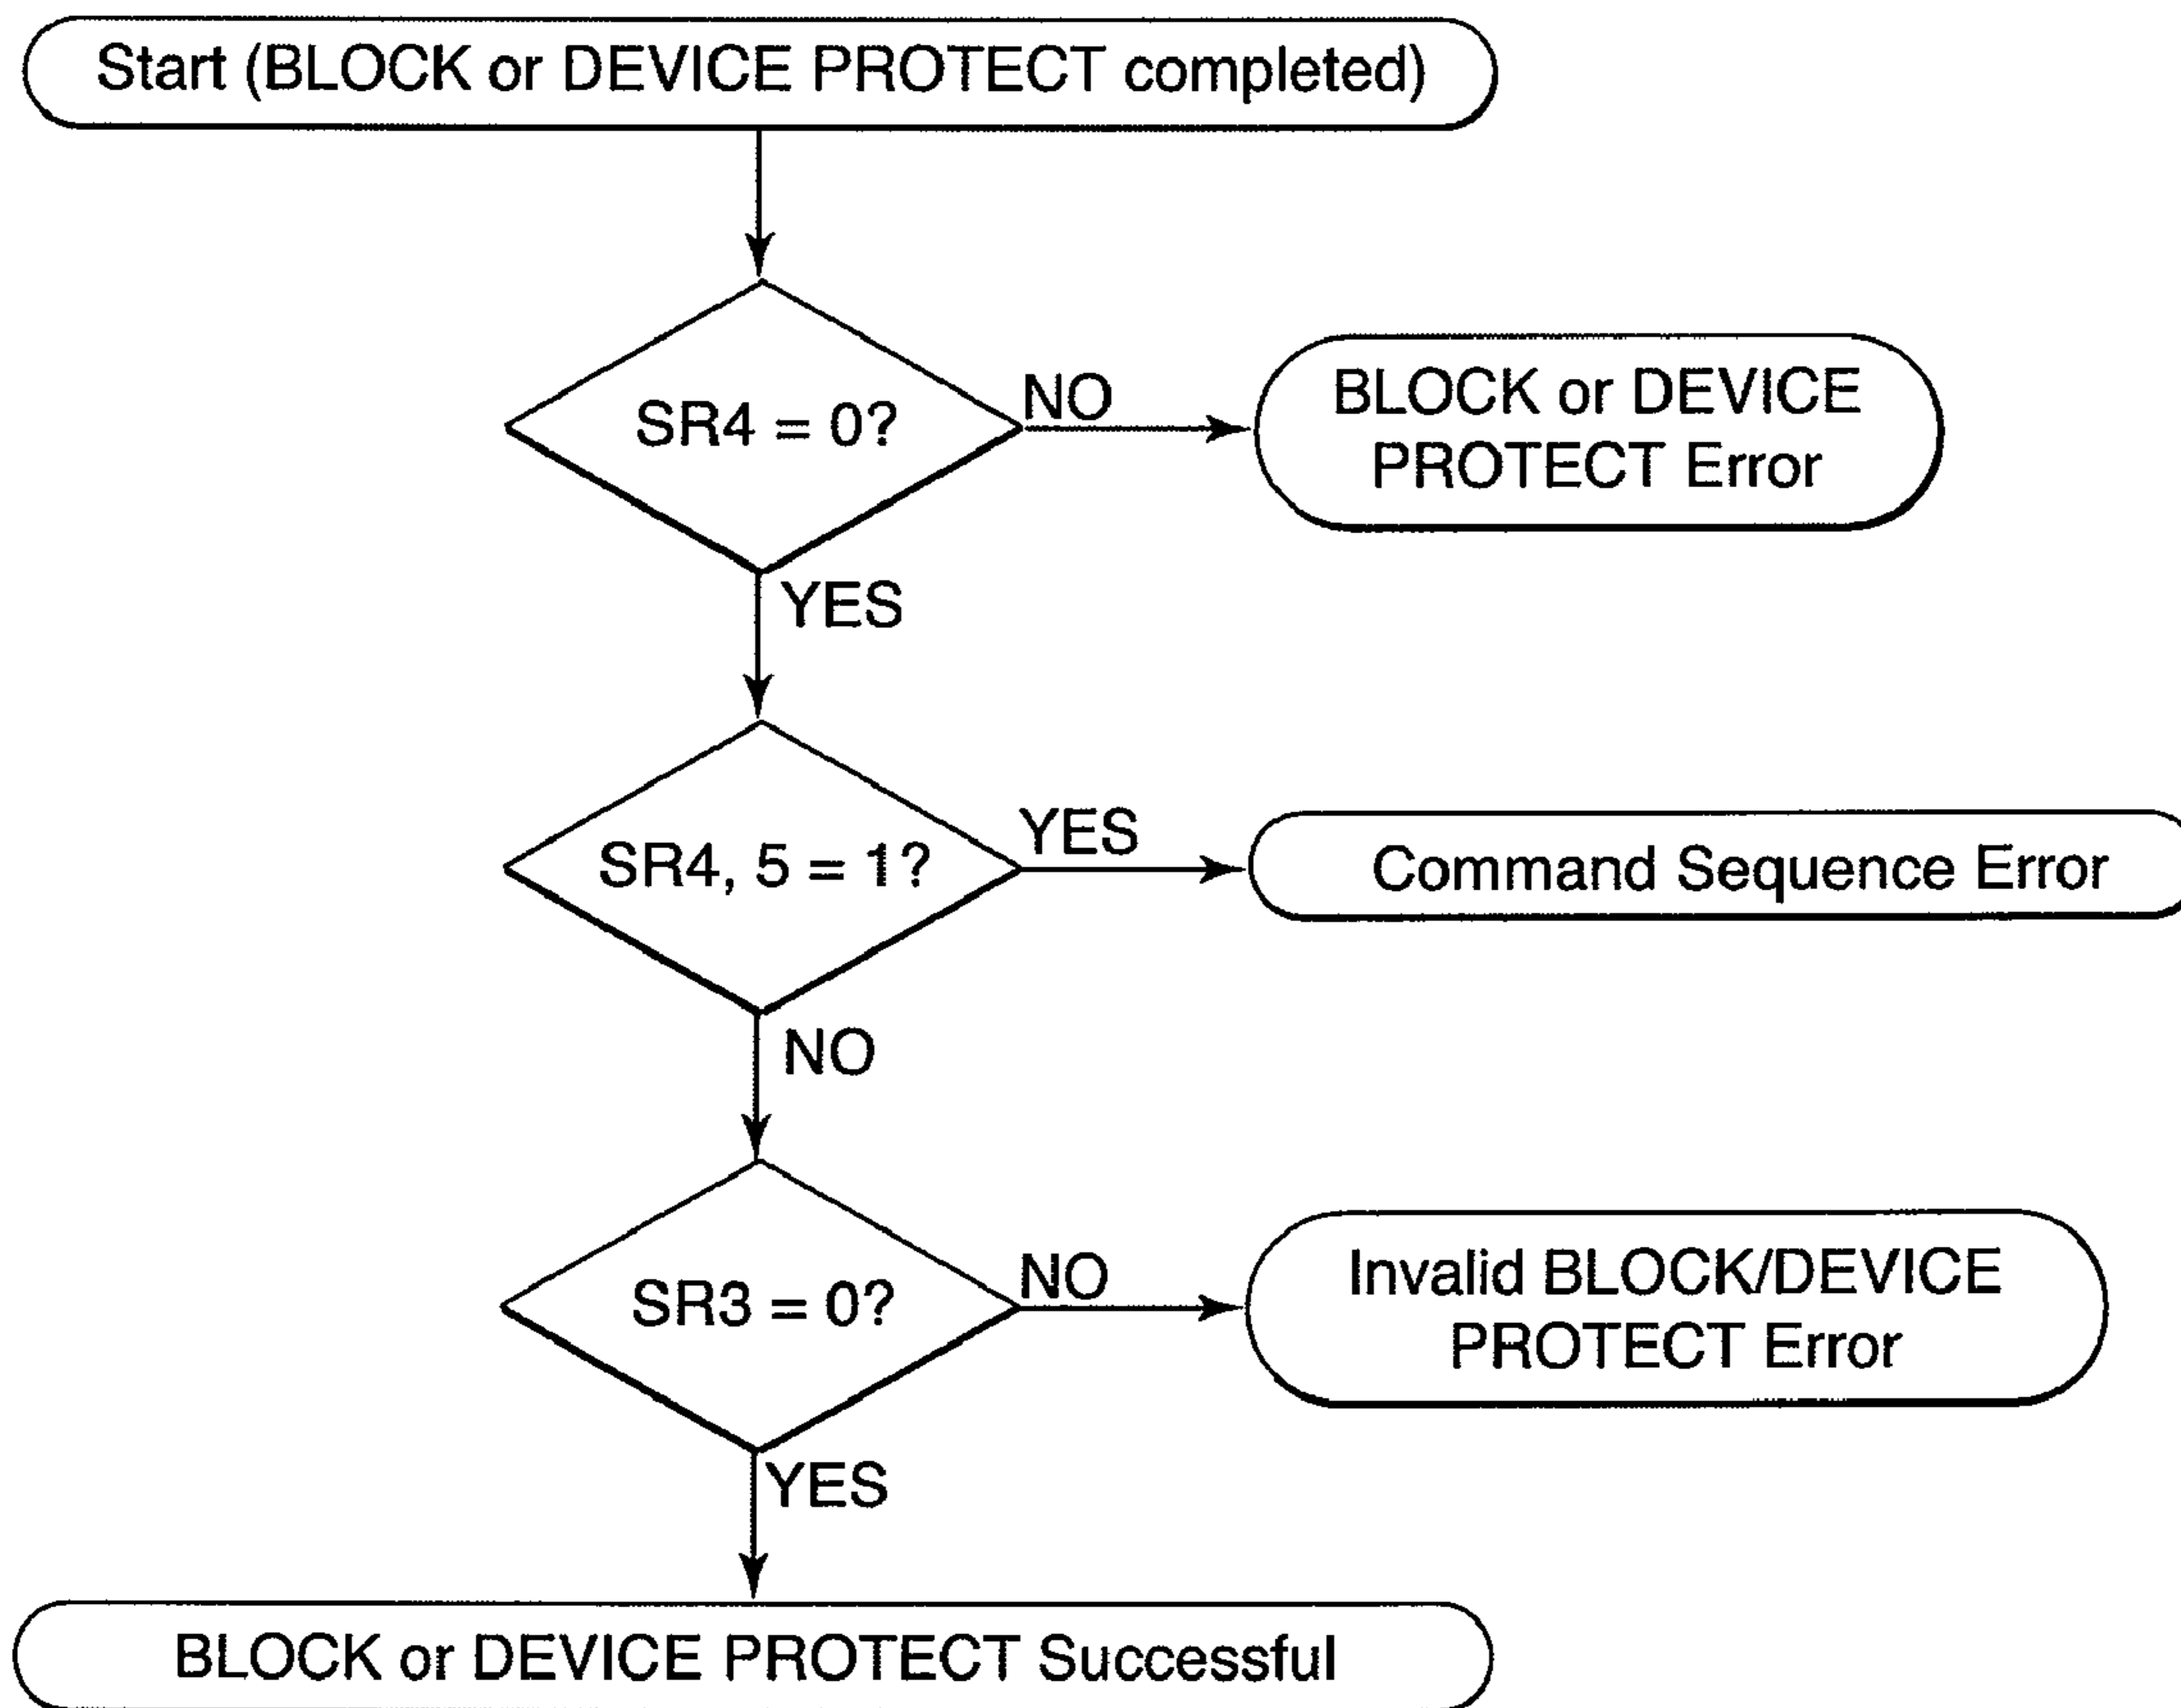 Start (BLOCK or DEVICE PROTECT completed)
SR4 = 0?
NO
BLOCK or DEVICE
PROTECT Error
YES
SR4, 5 = 1?
YES
Command Sequence Error
NO
SR3 = 0?
NO
Invalid BLOCK/DEVICE
PROTECT Error
YES
BLOCK or DEVICE PROTECT Successful